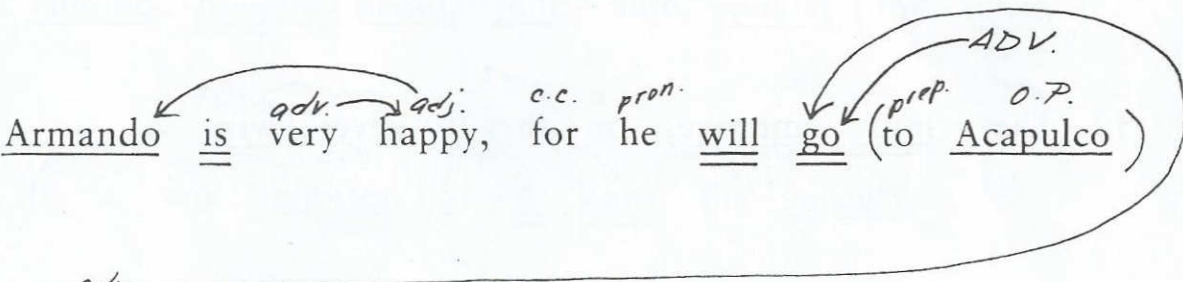 ADV.
adv. adj. c.c. pron. prep. O.P.
Armando is very happy, for he will go (to Acapulco)